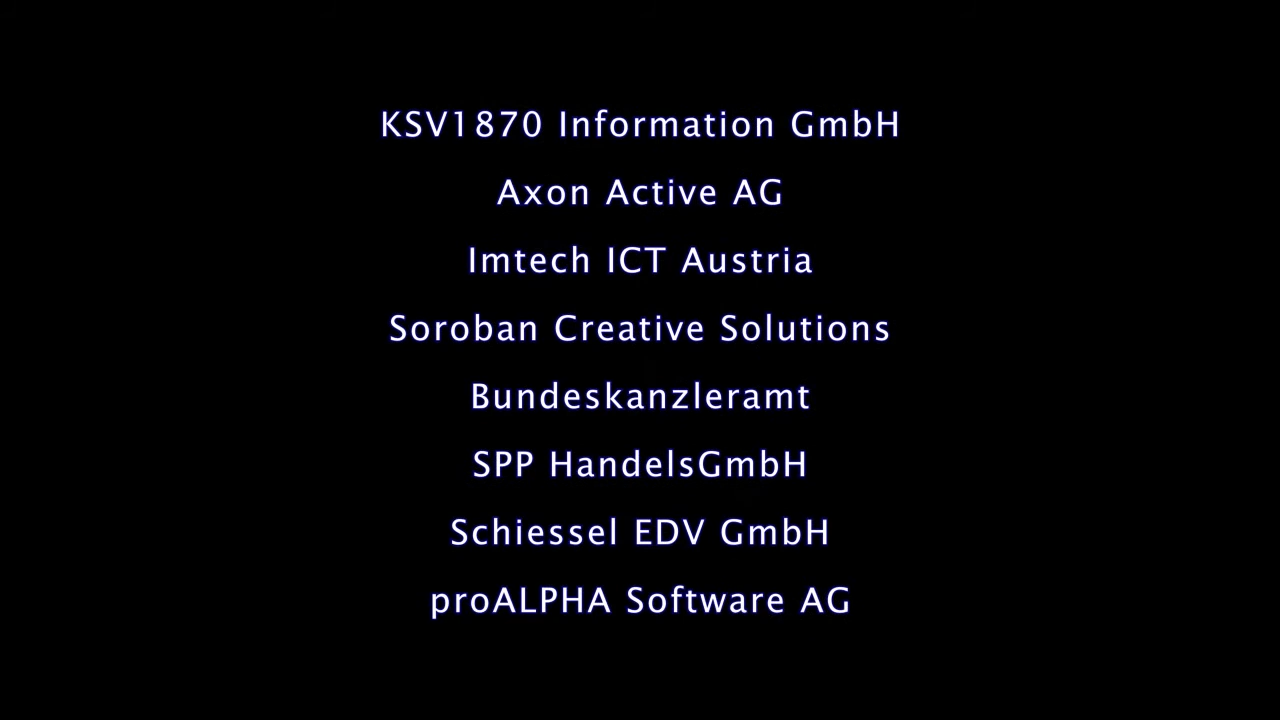 KSV1870 Information GmbH
Axon Active AG
Imtech ICT Austria
Soroban Creative Solutions
Bundeskanzleramt
SPP HandelsGmbH
Schiessel EDV GmbH
proALPHA Software AG